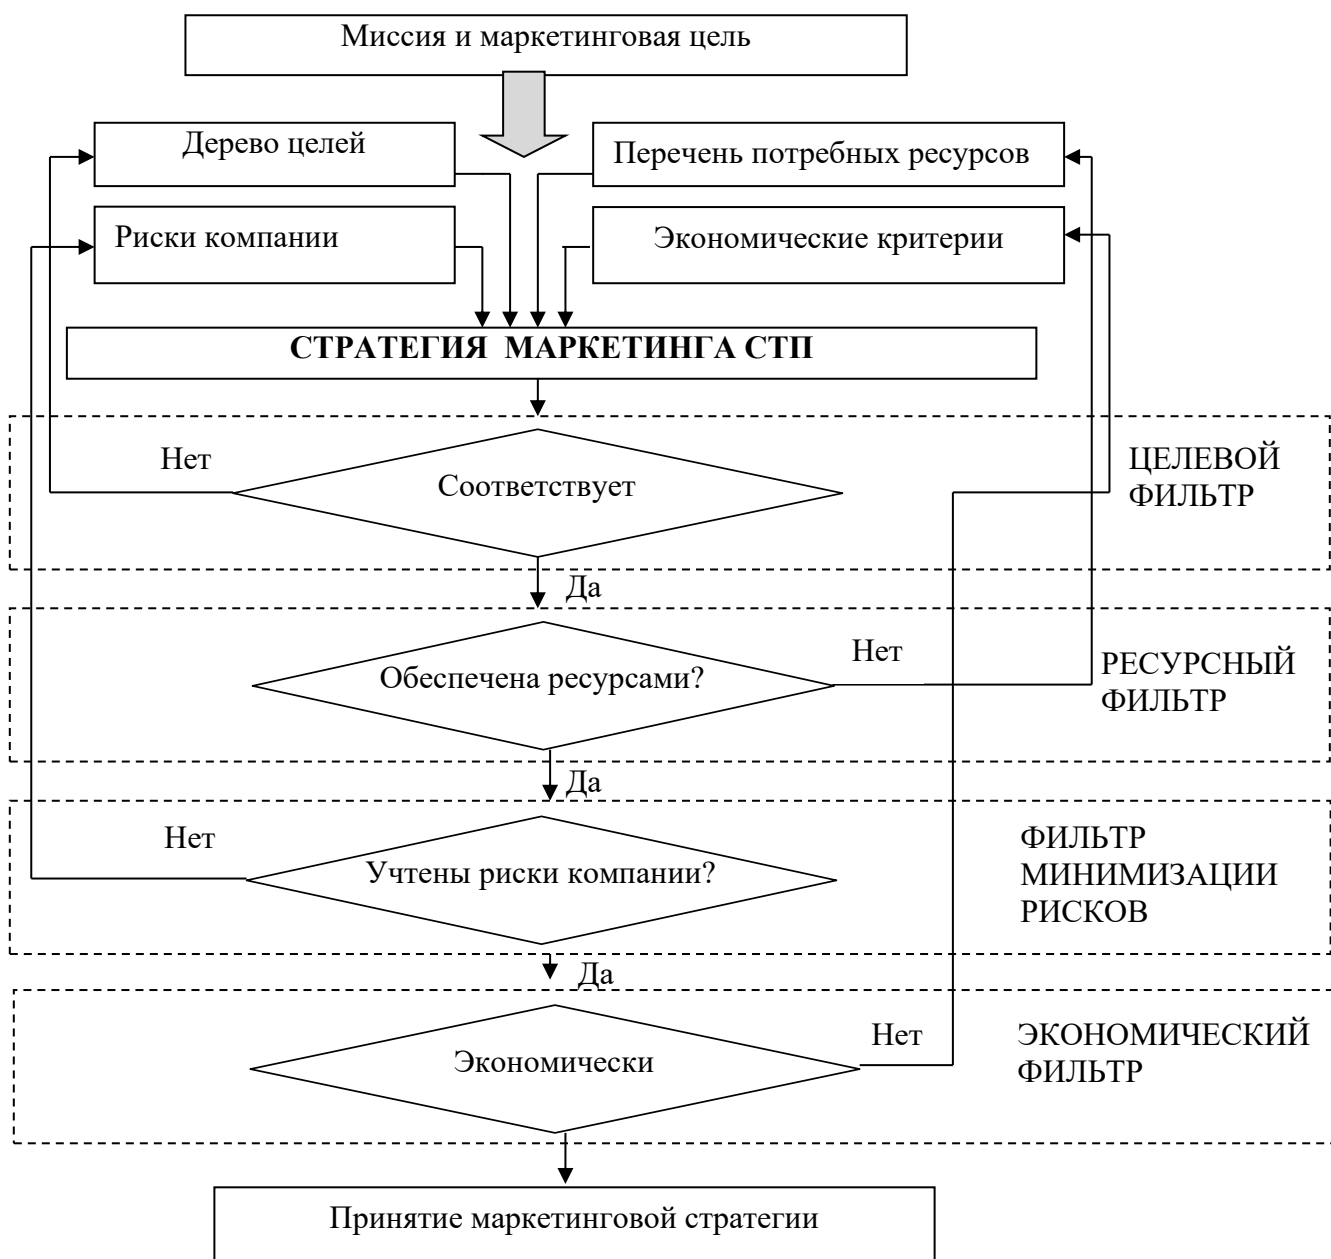 Миссия и маркетинговая цель
Дерево целей
Перечень потребных ресурсов
Риски компании
Экономические критерии
СТРАТЕГИЯ МАРКЕТИНГА СТП
Нет
Соответствует
ЦЕЛЕВОЙ
ФИЛЬТР
Да
Обеспечена ресурсами?
Нет
РЕСУРСНЫЙ
ФИЛЬТР
Да
Нет
Учтены риски компании?
ФИЛЬТР
МИНИМИЗАЦИИ
РИСКОВ
Да
Экономически
Нет
ЭКОНОМИЧЕСКИЙ
ФИЛЬТР
Принятие маркетинговой стратегии